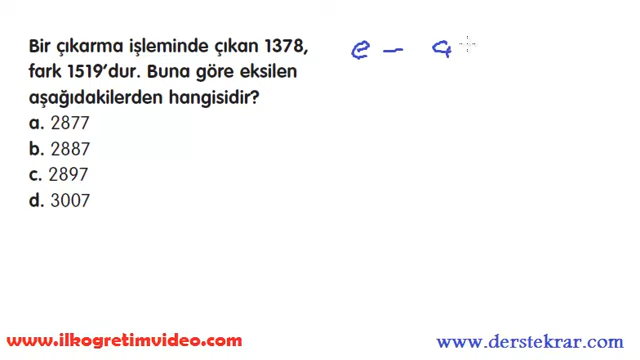 Bir çıkarma işleminde çıkan 1378,
fark 1519’dur. Buna göre eksilen
aşağıdakilerden hangisidir?
a. 2877
b. 2887
c. 2897
d. 3007
e –
www.ilkogretimvideo.com
www.derstekrar.com